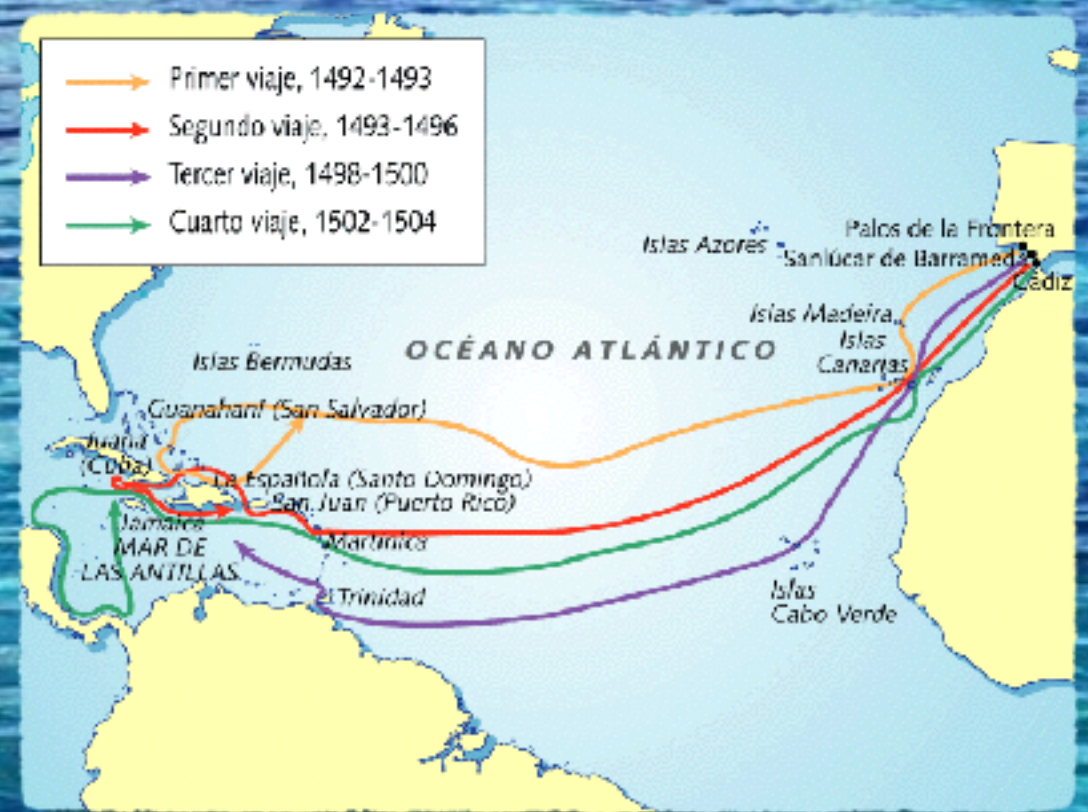 Primer viaje, 1492-1493
Segundo viaje, 1493-1496
Tercer viaje, 1498-1500
Cuarto viaje, 1502-1504
Palos de la Frontera
Islas Azores
Sanlúcar de Barrameda
Cádiz
Islas Madeira
Islas
Canarias
OCÉANO ATLÁNTICO
Islas Bermudas
Guanahaní (San Salvador)
Juana
(Cuba)
La Española (Santo Domingo)
San Juan (Puerto Rico)
Jamaica
Martinica
MAR DE
LAS ANTILLAS
Trinidad
Islas
Cabo Verde